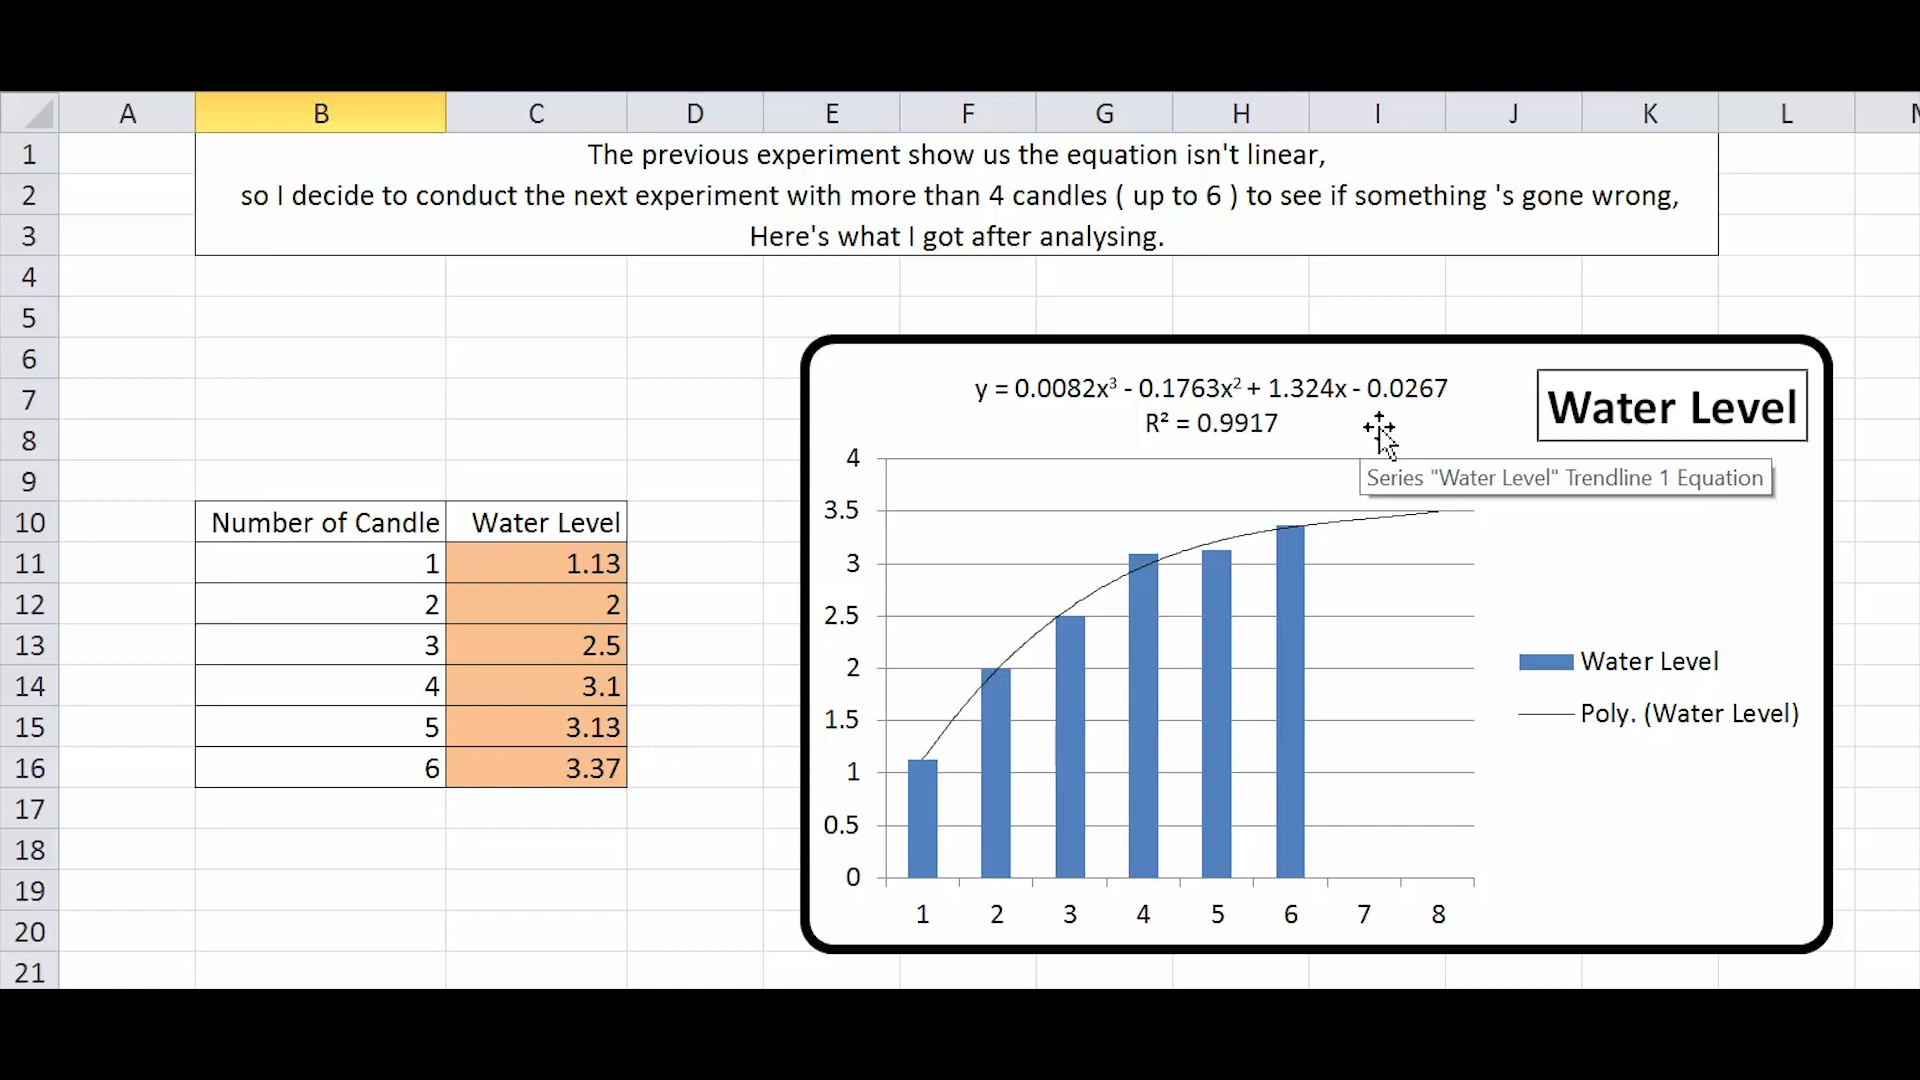 A B C D E F G H I J K L
1 The previous experiment show us the equation isn't linear,
2 so I decide to conduct the next experiment with more than 4 candles ( up to 6 ) to see if something 's gone wrong,
3 Here's what I got after analysing.
4
5
6
7
8
9
10 Number of Candle Water Level
11 1 1.13
12 2 2
13 3 2.5
14 4 3.1
15 5 3.13
16 6 3.37
17
18
19
20
21
y = 0.0082x³ - 0.1763x² + 1.324x - 0.0267
R² = 0.9917
Water Level
Series "Water Level" Trendline 1 Equation
4
3.5
3
2.5
2
1.5
1
0.5
0
1 2 3 4 5 6 7 8
Water Level
Poly. (Water Level)